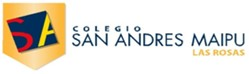 SA
COLEGIO
SAN ANDRES MAIPU
LAS ROSAS